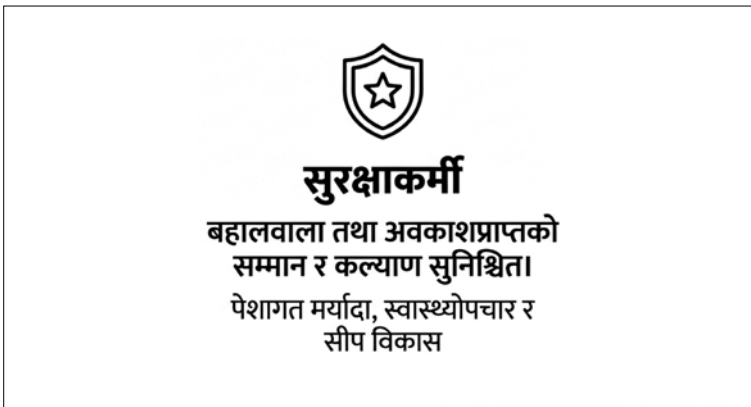 सुरक्षाकर्मी
बहालवाला तथा अवकाशप्राप्तको
सम्मान र कल्याण सुनिश्चित।
पेशागत मर्यादा, स्वास्थ्योपचार र
सीप विकास